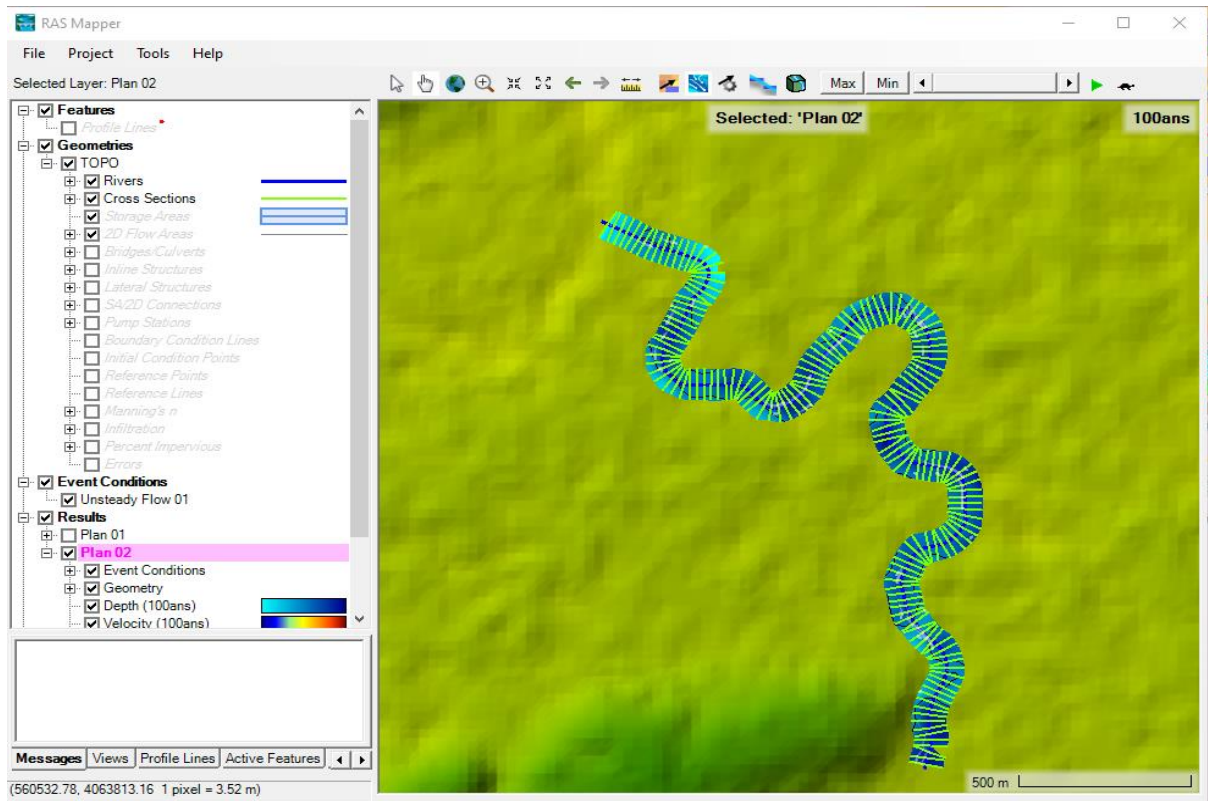 RAS Mapper
File Project Tools Help
Selected Layer: Plan 02
Max Min
Features
Profile Lines
Geometries
TOPO
Rivers
Cross Sections
Storage Areas
2D Flow Areas
Bridges/Culverts
Inline Structures
Lateral Structures
SA/2D Connections
Pump Stations
Boundary Condition Lines
Initial Condition Points
Reference Points
Reference Lines
Manning's n
Infiltration
Percent Impervious
Errors
Event Conditions
Unsteady Flow 01
Results
Plan 01
Plan 02
Event Conditions
Geometry
Depth (100ans)
Velocity (100ans)
Messages Views Profile Lines Active Features
(560532.78, 4063813.16 1 pixel = 3.52 m)
Selected: 'Plan 02'
100ans
500 m